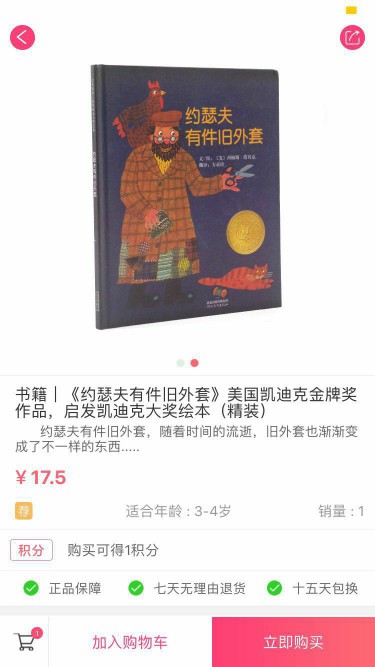 约瑟夫
有件旧外套
书籍｜《约瑟夫有件旧外套》美国凯迪克金牌奖
作品，启发凯迪克大奖绘本（精装）
约瑟夫有件旧外套，随着时间的流逝，旧外套也渐渐变
成了不一样的东西.....
¥17.5
荐 适合年龄：3-4岁 销量：1
积分 购买可得1积分
正品保障 七天无理由退货 十五天包换
1 加入购物车 立即购买